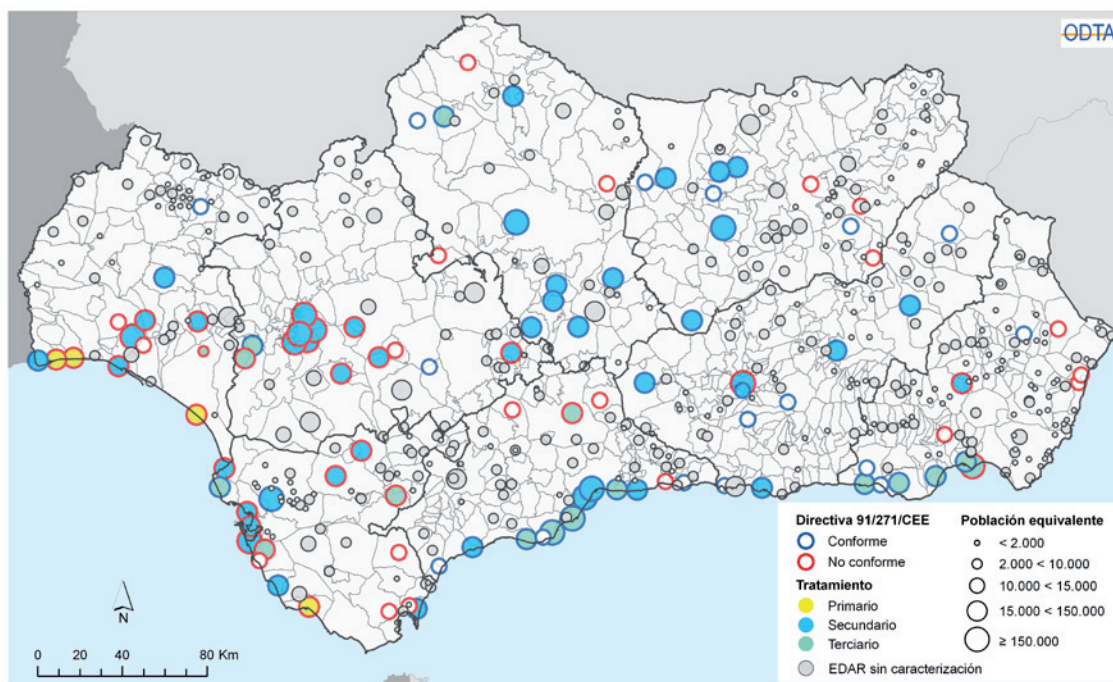 ODTA
Directiva 91/271/CEE
Conforme
No conforme
Tratamiento
Primario
Secundario
Terciario
EDAR sin caracterización
Población equivalente
< 2.000
2.000 < 10.000
10.000 < 15.000
15.000 < 150.000
≥ 150.000
N
0 20 40 80 Km